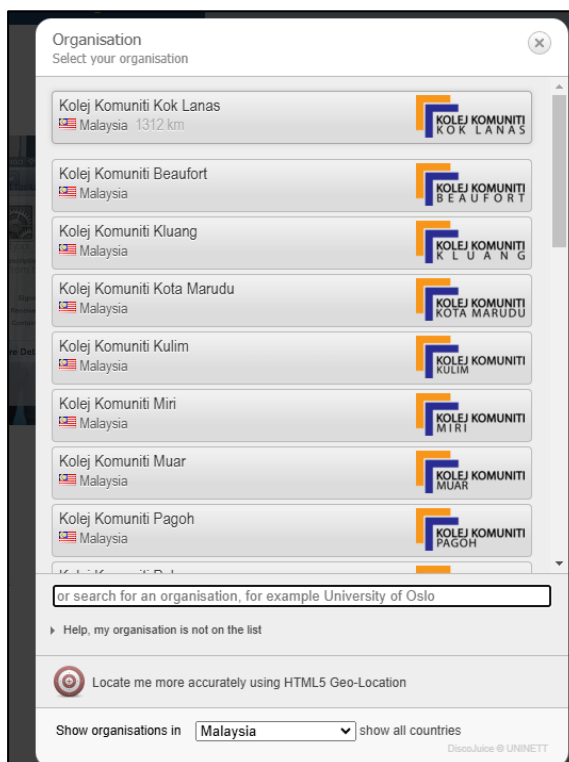 Organisation
Select your organisation
Kolej Komuniti Kok Lanas
Malaysia 1312 km
KOLEJ KOMUNITI
KOK LANAS
Kolej Komuniti Beaufort
Malaysia
KOLEJ KOMUNITI
BEAUFORT
Kolej Komuniti Kluang
Malaysia
KOLEJ KOMUNITI
KLUANG
Kolej Komuniti Kota Marudu
Malaysia
KOLEJ KOMUNITI
KOTA MARUDU
Kolej Komuniti Kulim
Malaysia
KOLEJ KOMUNITI
KULIM
Kolej Komuniti Miri
Malaysia
KOLEJ KOMUNITI
MIRI
Kolej Komuniti Muar
Malaysia
KOLEJ KOMUNITI
MUAR
Kolej Komuniti Pagoh
Malaysia
KOLEJ KOMUNITI
PAGOH
or search for an organisation, for example University of Oslo
Help, my organisation is not on the list
Locate me more accurately using HTML5 Geo-Location
Show organisations in Malaysia show all countries
DiscoJuice © UNINETT